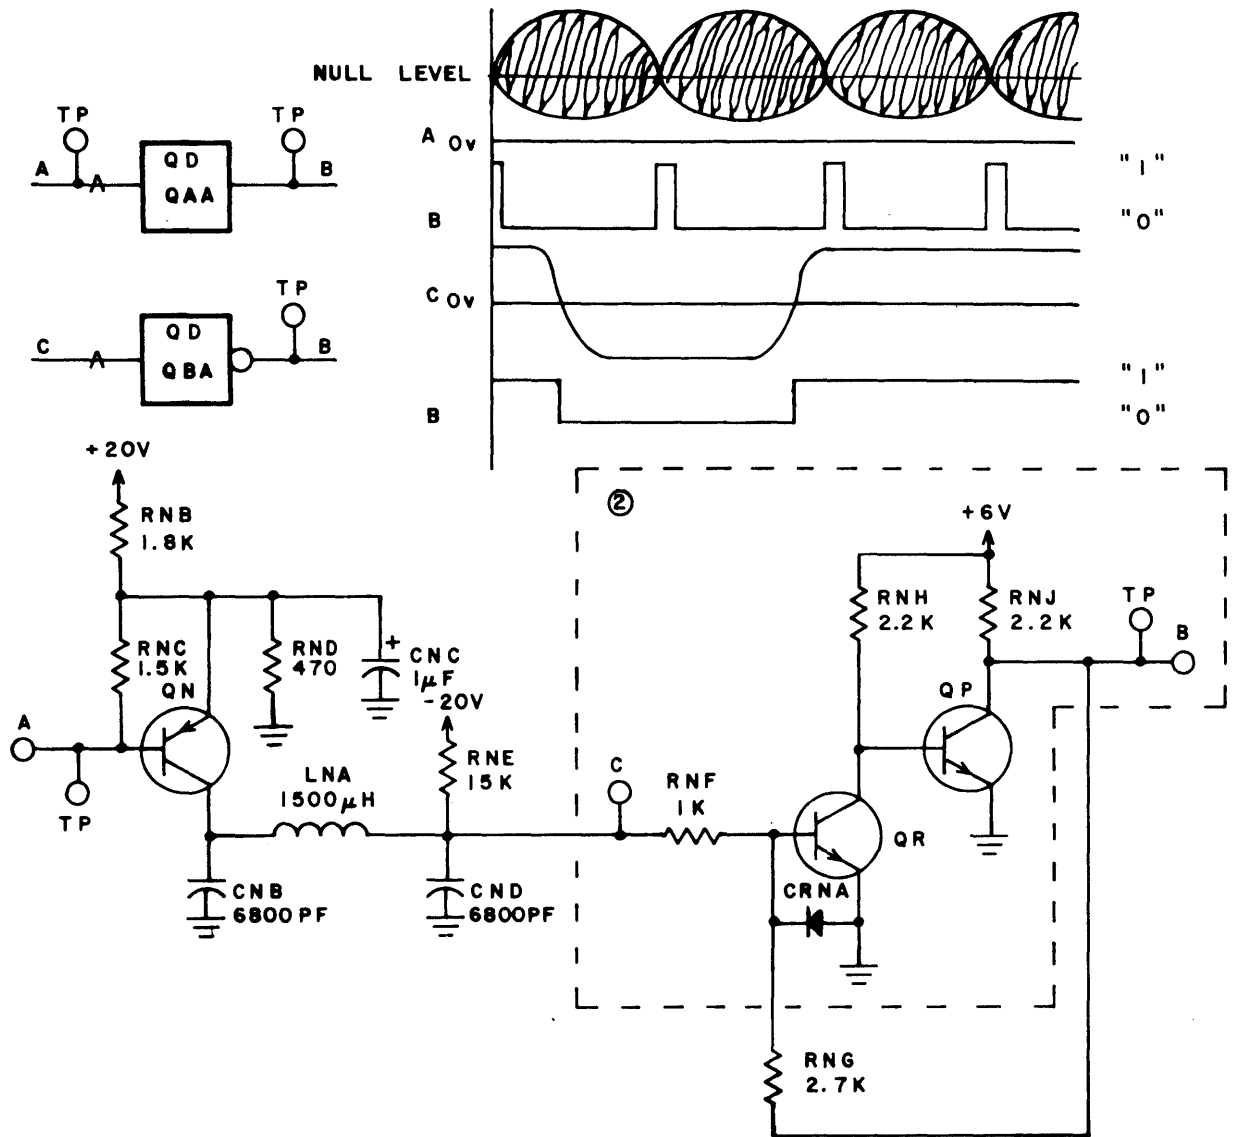 NULL LEVEL
TP
TP
A
A
QD
QAA
B
A 0v
"1"
B
"0"
TP
C
A
QD
QBA
B
C 0v
"1"
B
"0"
+20V
RNB
1.8K
RNC
1.5K
QN
RND
470
+
CNC
1µF
-20V
A
TP
LNA
1500µH
RNE
15K
CNB
6800PF
CND
6800PF
2
+6V
RNH
2.2K
RNJ
2.2K
TP
B
QP
C
RNF
1K
QR
CRNA
RNG
2.7K